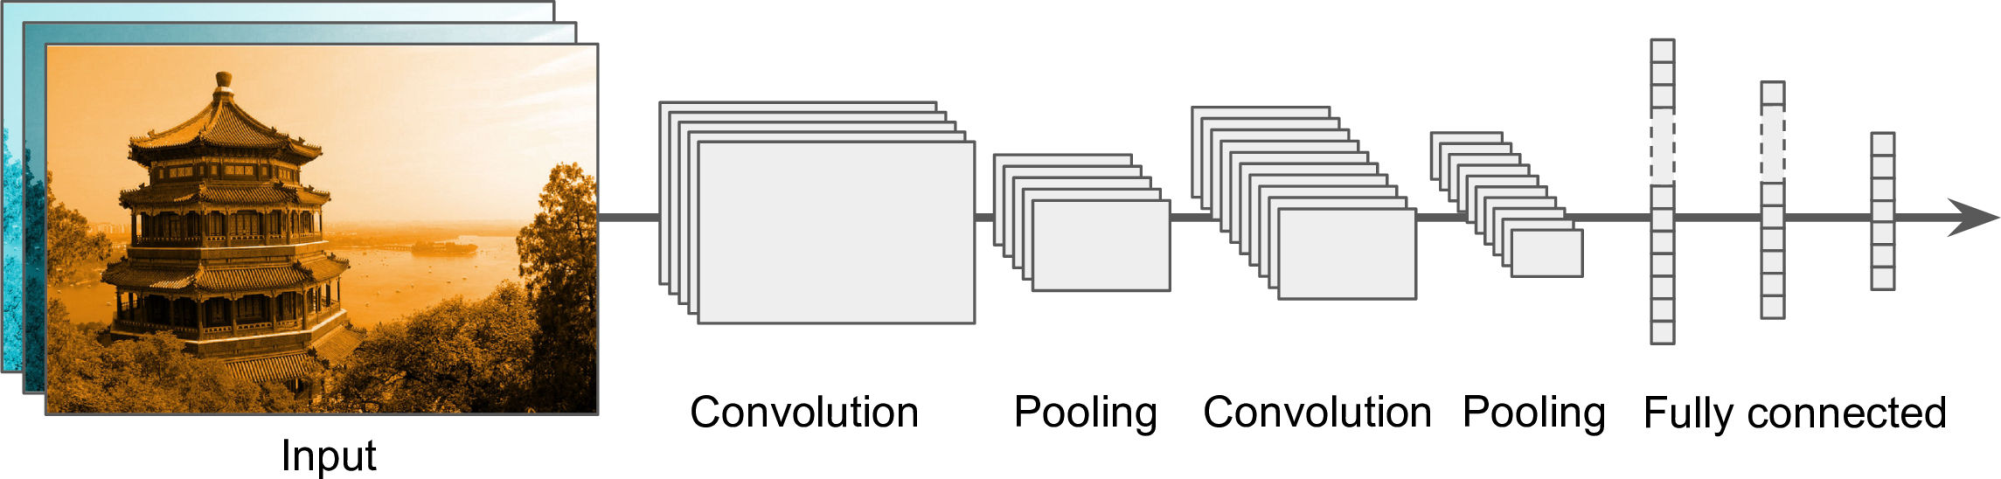 Input
Convolution
Pooling
Convolution
Pooling
Fully connected